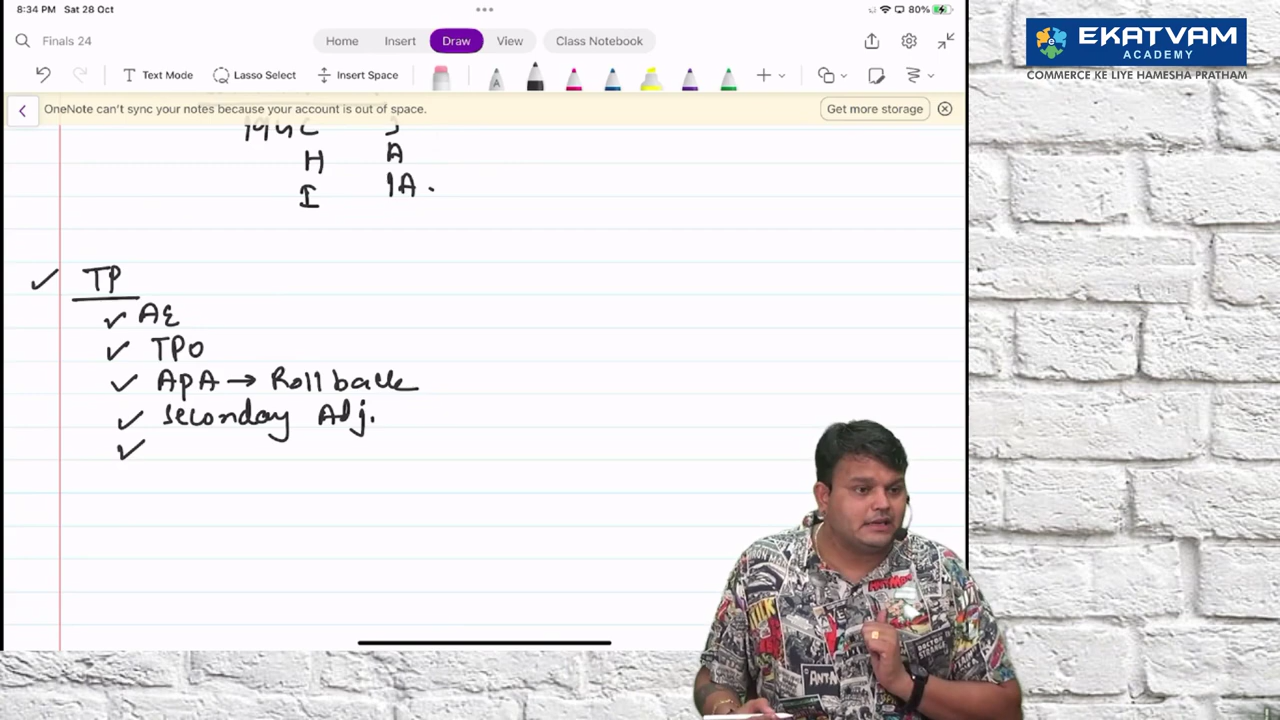 8:34 PM Sat 28 Oct
80%
Finals 24
Insert
Draw
View
Class Notebook
Text Mode
Lasso Select
Insert Space
OneNote can't sync your notes because your account is out of space.
Get more storage
H A
I IA.
✓ TP
✓ AE
✓ TPO
✓ APA → Roll back
✓ Secondary Adj.
✓
EKATVAM
ACADEMY
COMMERCE KE LIYE HAMESHA PRATHAM